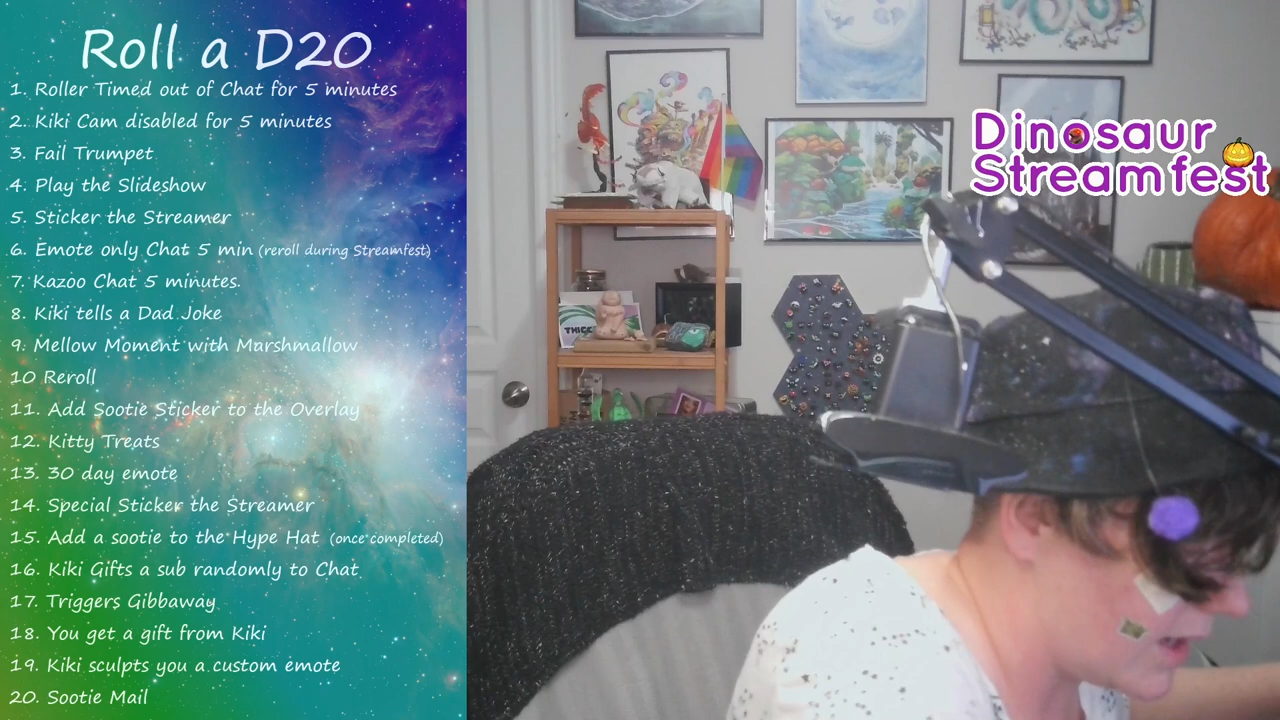 Roll a D20
1. Roller Timed out of Chat for 5 minutes
2. Kiki Cam disabled for 5 minutes
3. Fail Trumpet
4. Play the Slideshow
5. Sticker the Streamer
6. Emote only Chat 5 min (reroll during Streamfest)
7. Kazoo Chat 5 minutes.
8. Kiki tells a Dad Joke
9. Mellow Moment with Marshmallow
10 Reroll
11. Add Sootie Sticker to the Overlay
12. Kitty Treats
13. 30 day emote
14. Special Sticker the Streamer
15. Add a sootie to the Hype Hat (once completed)
16. Kiki Gifts a sub randomly to Chat
17. Triggers Gibbaway
18. You get a gift from Kiki
19. Kiki sculpts you a custom emote
20. Sootie Mail
Dinosaur
Streamfest
THICC